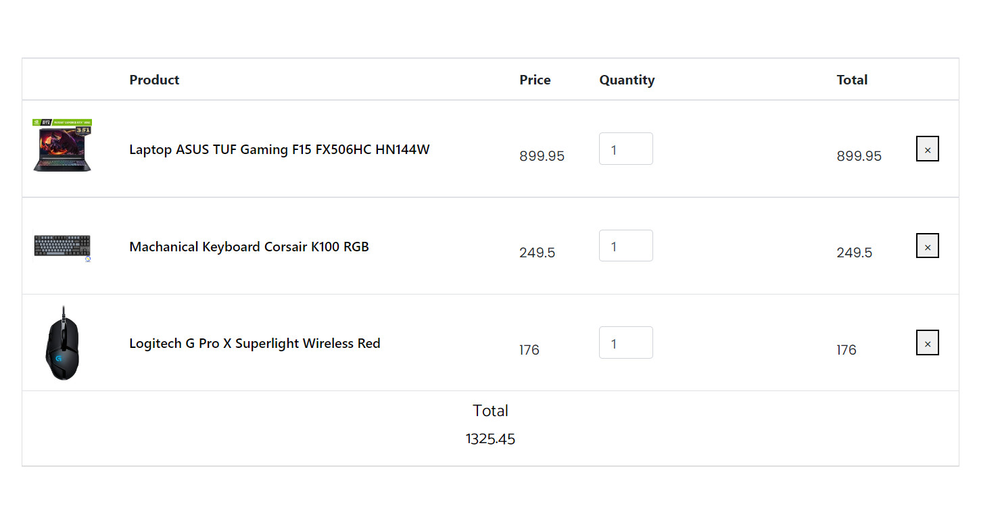 Product Price Quantity Total
351
Laptop ASUS TUF Gaming F15 FX506HC HN144W 899.95 1 899.95 ×
Machanical Keyboard Corsair K100 RGB 249.5 1 249.5 ×
Logitech G Pro X Superlight Wireless Red 176 1 176 ×
Total
1325.45